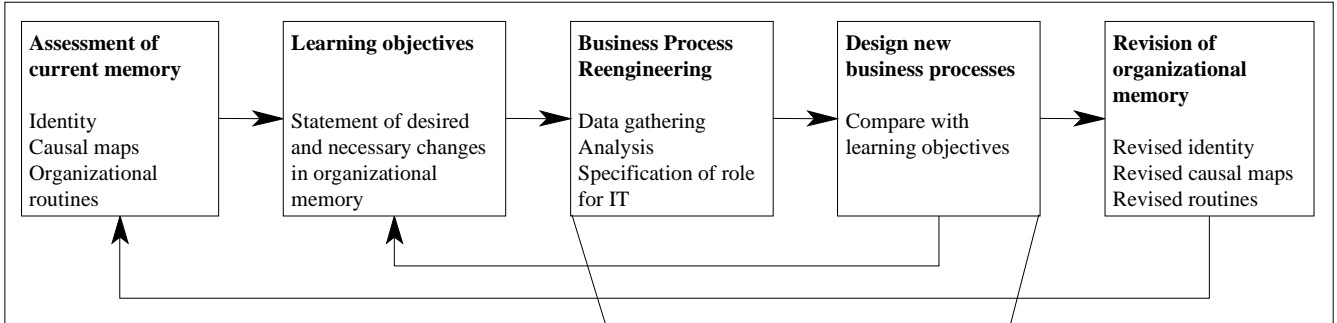 Assessment of
current memory
Identity
Causal maps
Organizational
routines
Learning objectives
Statement of desired
and necessary changes
in organizational
memory
Business Process
Reengineering
Data gathering
Analysis
Specification of role
for IT
Design new
business processes
Compare with
learning objectives
Revision of
organizational
memory
Revised identity
Revised causal maps
Revised routines